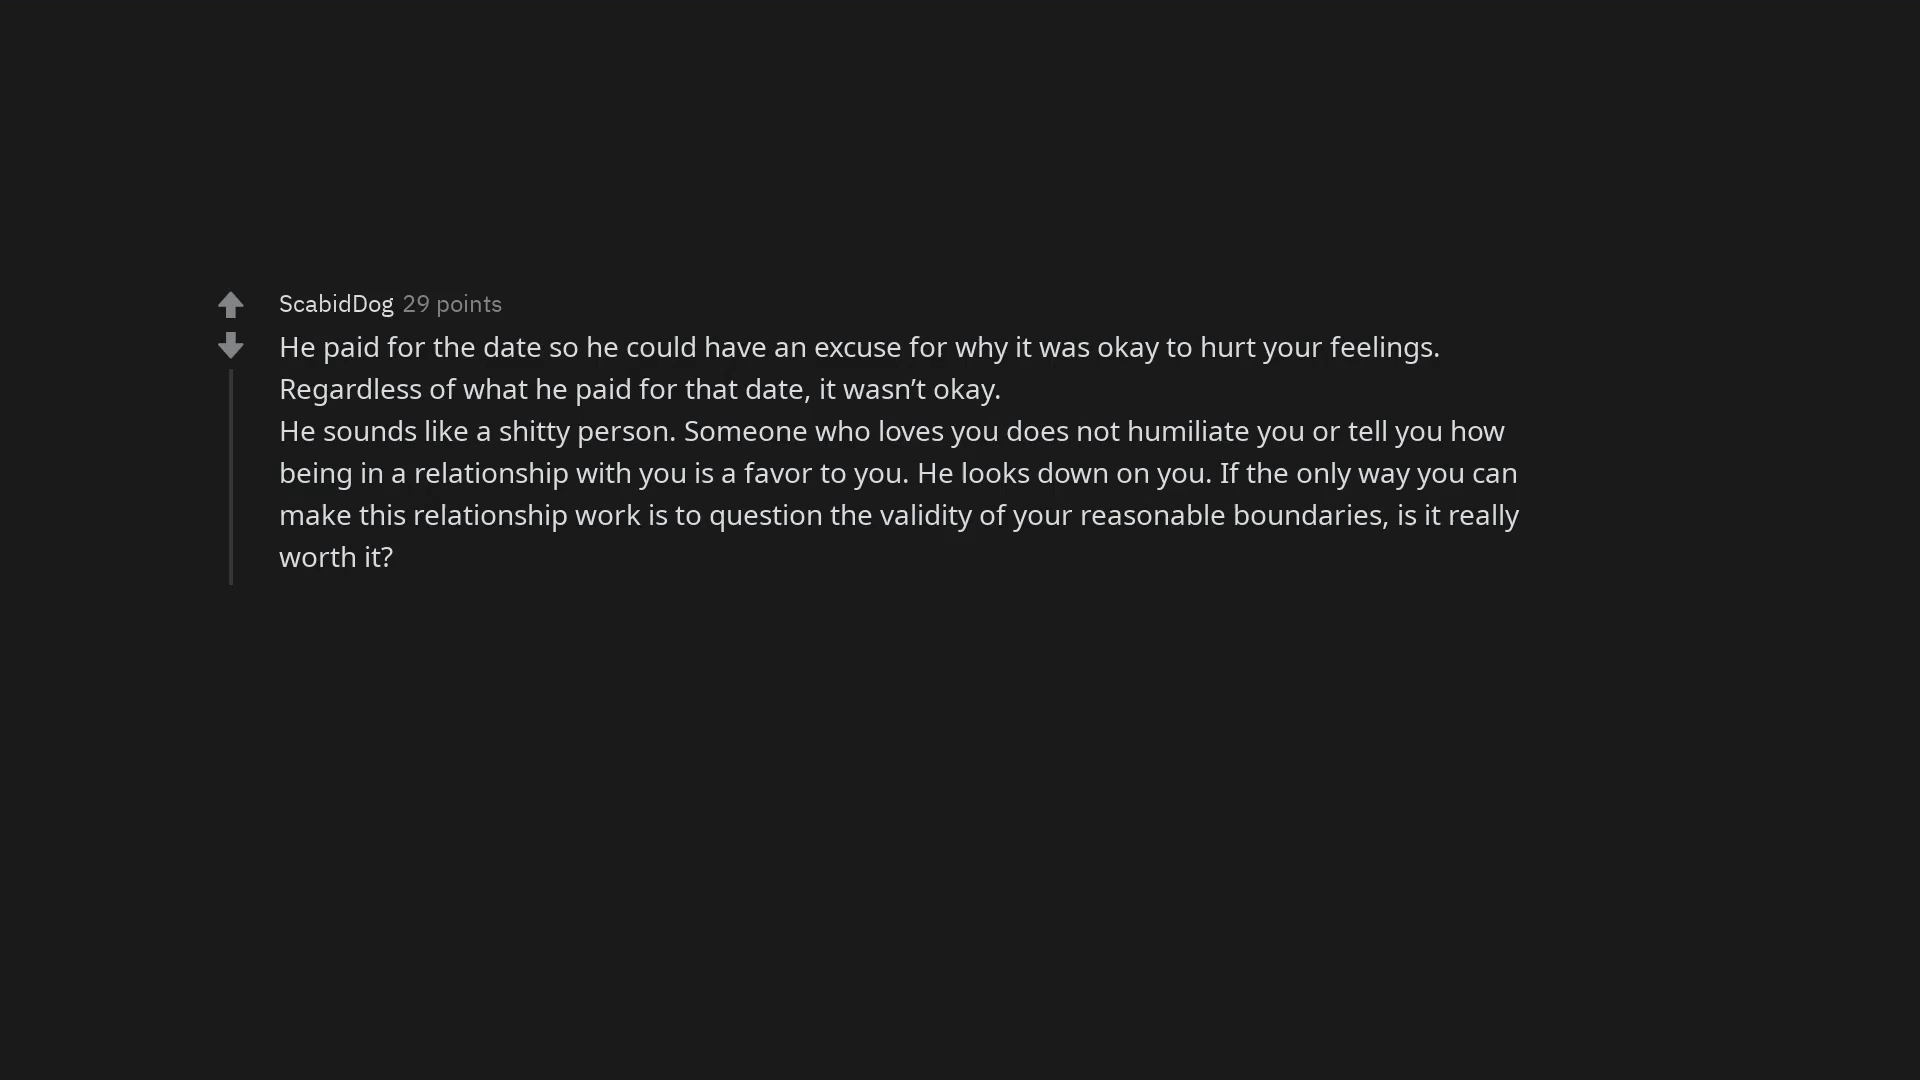 ScabidDog 29 points
He paid for the date so he could have an excuse for why it was okay to hurt your feelings.
Regardless of what he paid for that date, it wasn’t okay.
He sounds like a shitty person. Someone who loves you does not humiliate you or tell you how
being in a relationship with you is a favor to you. He looks down on you. If the only way you can
make this relationship work is to question the validity of your reasonable boundaries, is it really
worth it?